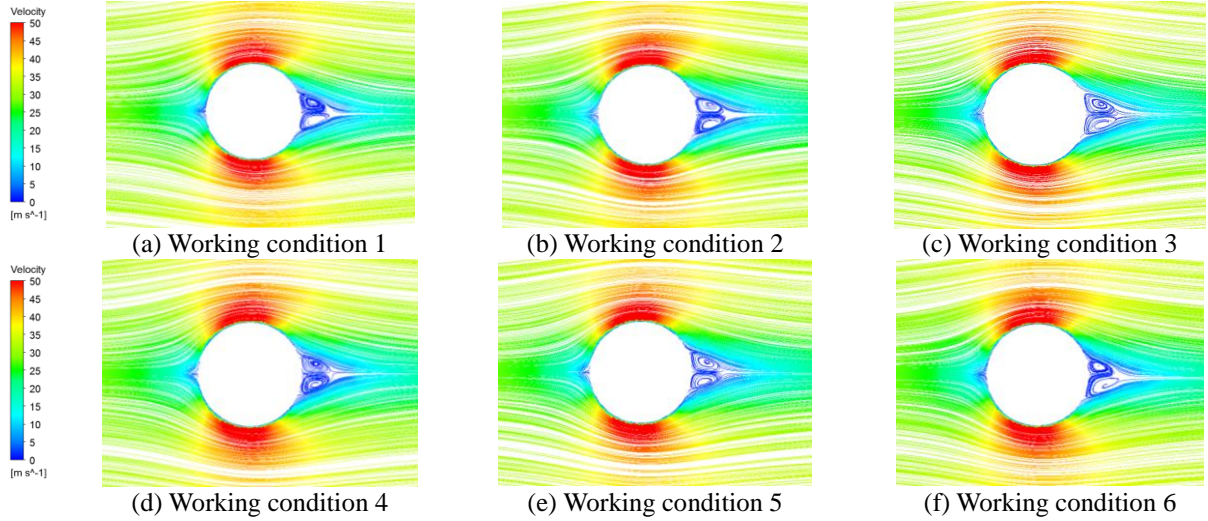 Velocity
50
45
40
35
30
25
20
15
10
5
0
[m s^-1]
(a) Working condition 1
(b) Working condition 2
(c) Working condition 3
Velocity
50
45
40
35
30
25
20
15
10
5
0
[m s^-1]
(d) Working condition 4
(e) Working condition 5
(f) Working condition 6